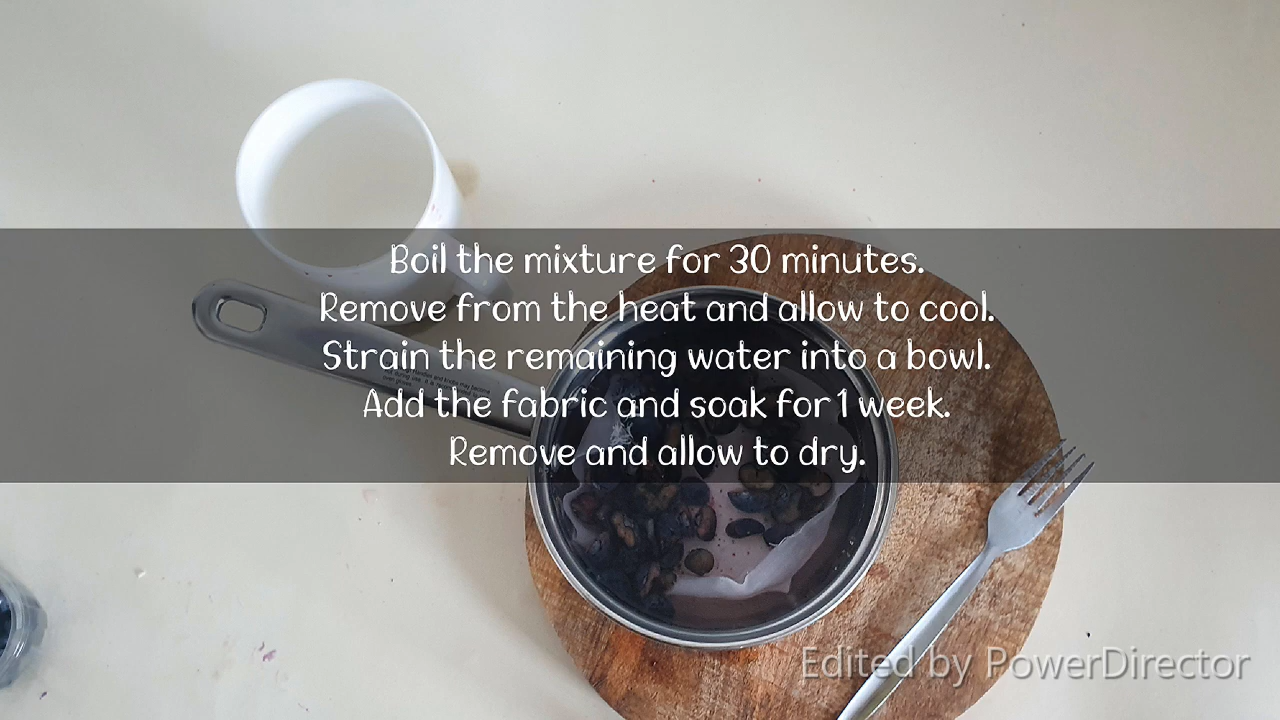 Boil the mixture for 30 minutes.
Remove from the heat and allow to cool.
Strain the remaining water into a bowl.
Add the fabric and soak for 1 week.
Remove and allow to dry.
Edited by PowerDirector